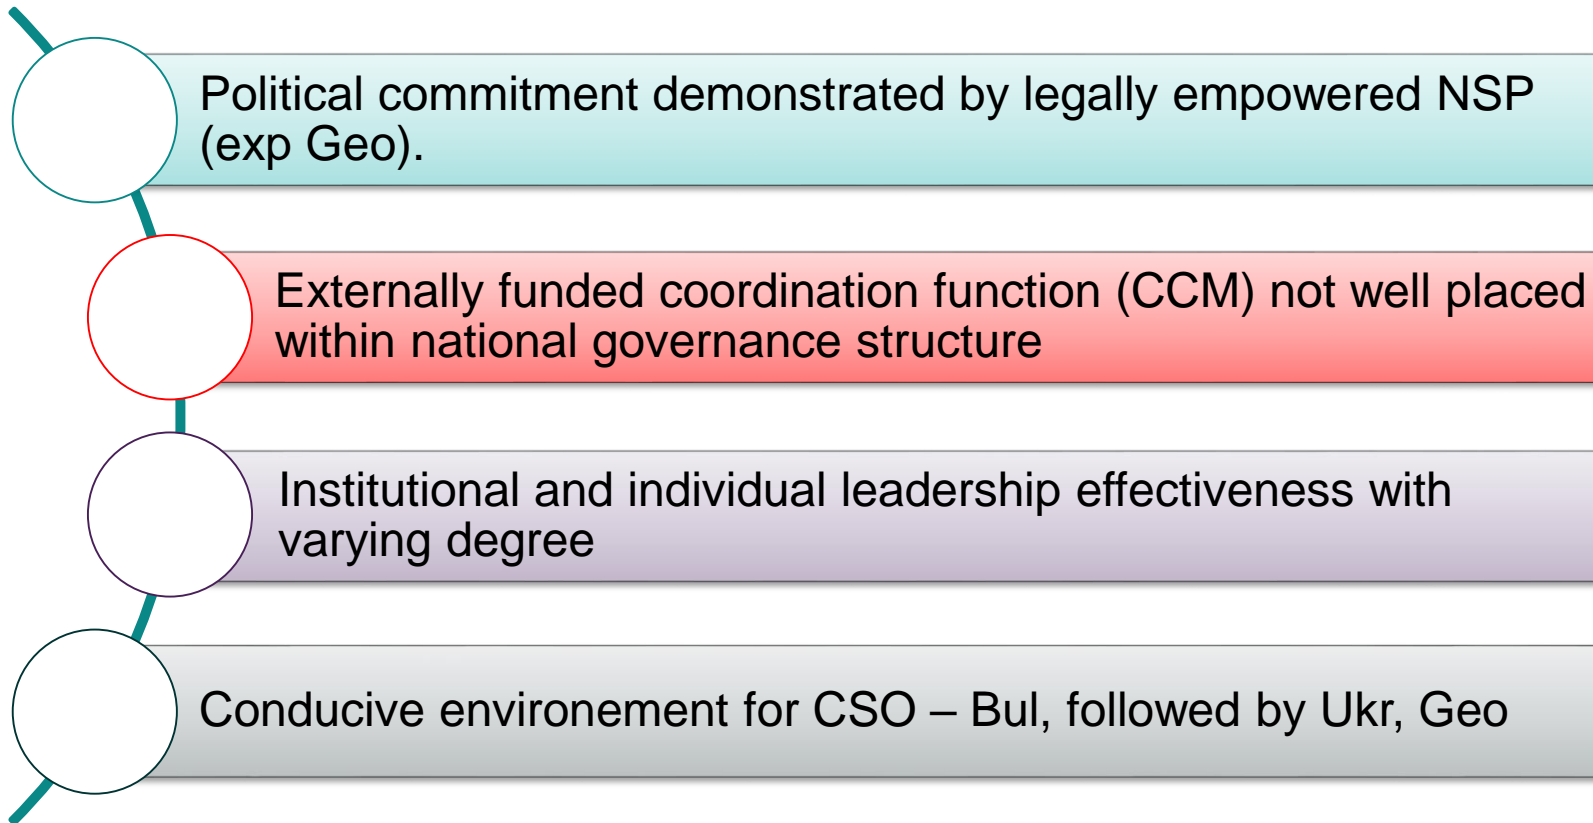 Political commitment demonstrated by legally empowered NSP
(exp Geo).
Externally funded coordination function (CCM) not well placed
within national governance structure
Institutional and individual leadership effectiveness with
varying degree
Conducive environement for CSO – Bul, followed by Ukr, Geo